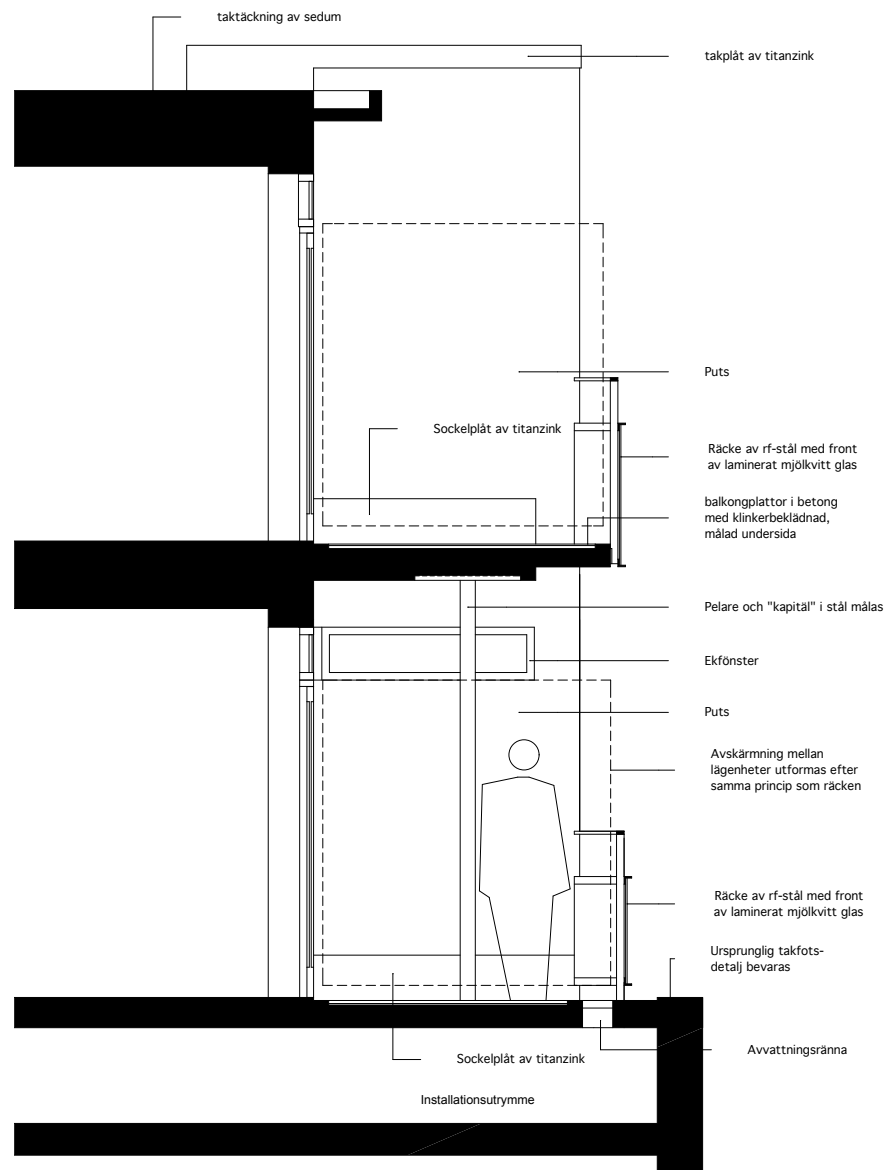 taktäckning av sedum
takplåt av titanzink
Puts
Sockelplåt av titanzink
Räcke av rf-stål med front
av laminerat mjölkvitt glas
balkongplattor i betong
med klinkerbeklädnad,
målad undersida
Pelare och "kapitäl" i stål målas
Ekfönster
Puts
Avskärmning mellan
lägenheter utformas efter
samma princip som räcken
Räcke av rf-stål med front
av laminerat mjölkvitt glas
Ursprunglig takfots-
detalj bevaras
Avvattningsränna
Sockelplåt av titanzink
Installationsutrymme